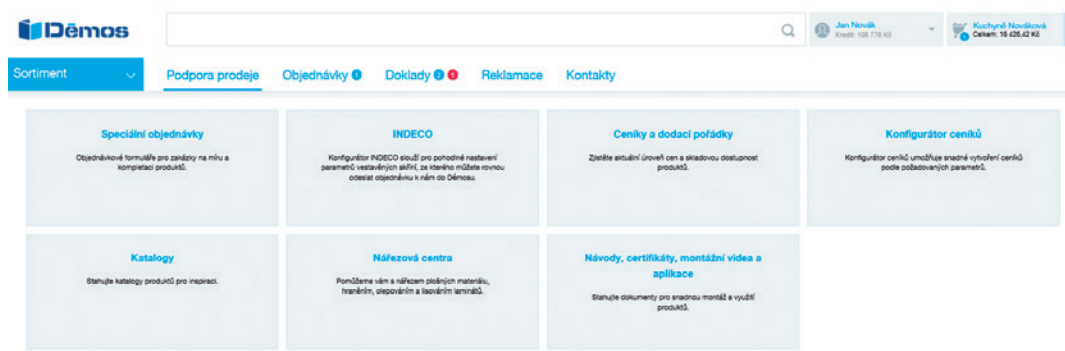 Démos
Jan Novák
Kredit: 198 778 Kč
Kuchyně Nováková
Celkem: 16 426,42 Kč
Sortiment
Podpora prodeje
Objednávky
Doklady
Reklamace
Kontakty
Speciální objednávky
Objednávkové formuláře pro zakázky na míru a
kompletaci produktů.
INDECO
Konfigurátor INDECO slouží pro pohodlné nastavení
parametrů vestavěných skříní, ze kterého můžete rovnou
odeslat objednávku k nám do Démosu.
Ceníky a dodací pořádky
Zjistěte aktuální úroveň cen a skladovou dostupnost
produktů.
Konfigurátor ceníků
Konfigurátor ceníků umožňuje snadné vytvoření ceníků
podle požadovaných parametrů.
Katalogy
Stahujte katalogy produktů pro inspiraci.
Nářezová centra
Pomůžeme vám s nářezem plošných materiálu,
hraněním, olepováním a lisováním laminátů.
Návody, certifikáty, montážní videa a
aplikace
Stahujte dokumenty pro snadnou montáž a využití
produktů.